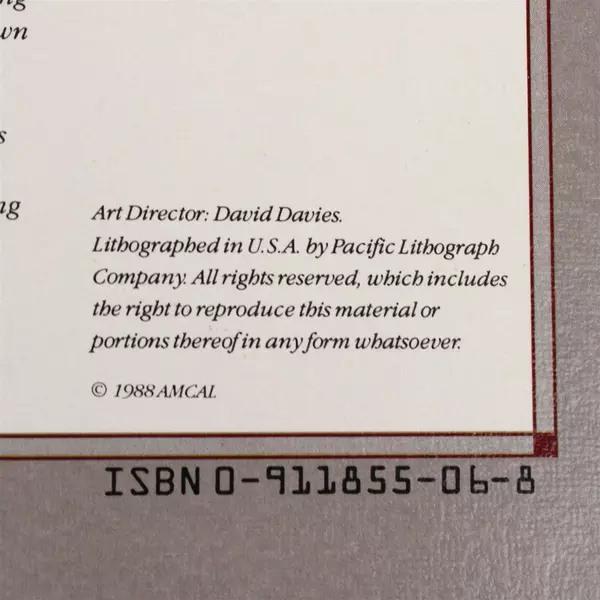 wn
s
Art Director: David Davies.
Lithographed in U.S.A. by Pacific Lithograph
Company. All rights reserved, which includes
the right to reproduce this material or
portions thereof in any form whatsoever.
© 1988 AMCAL
ISBN 0-911855-06-8